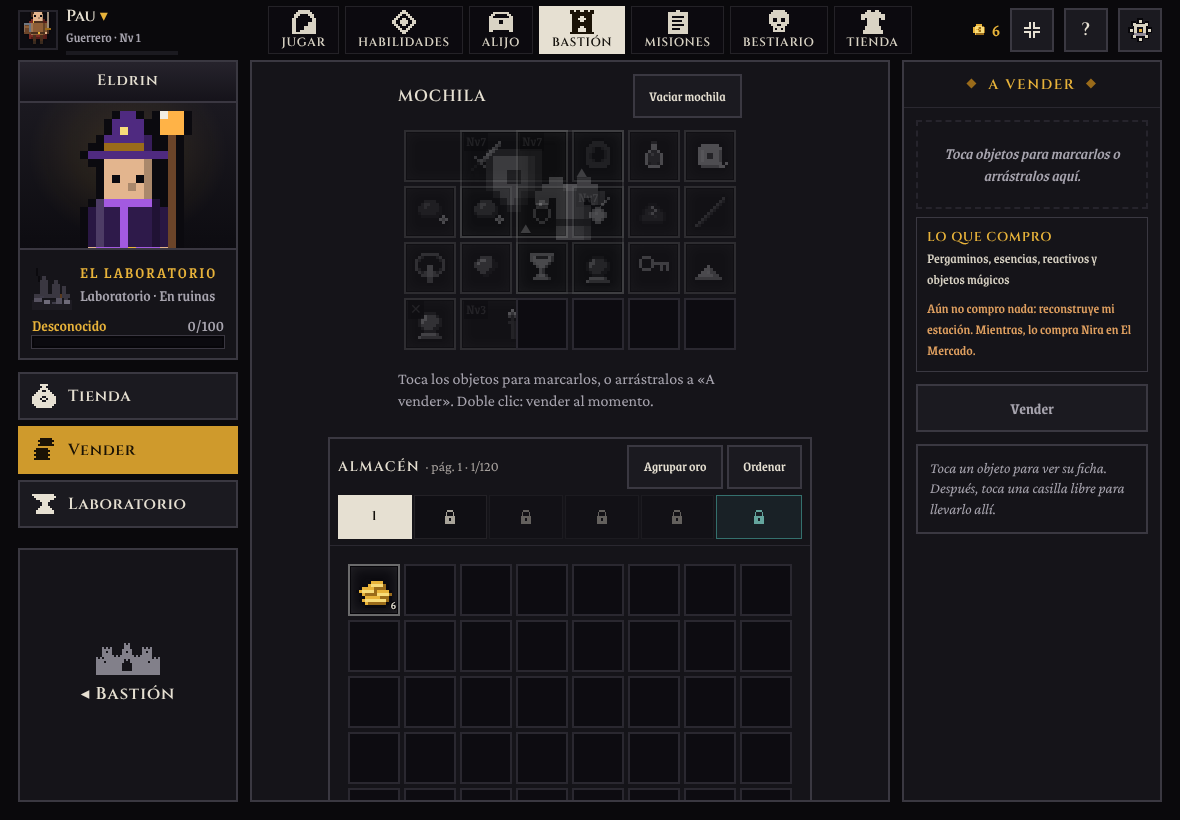 Pau ▾
Guerrero · Nv 1
JUGAR
HABILIDADES
ALIJO
BASTIÓN
MISIONES
BESTIARIO
TIENDA
6
?
Eldrin
EL LABORATORIO
Laboratorio · En ruinas
Desconocido 0/100
Tienda
Vender
Laboratorio
◂ Bastión
MOCHILA
Vaciar mochila
Nv7
Nv7
Nv3
Toca los objetos para marcarlos, o arrástralos a «A
vender». Doble clic: vender al momento.
ALMACÉN · pág. 1 · 1/120
Agrupar oro
Ordenar
I
6
◆ A VENDER ◆
Toca objetos para marcarlos o
arrástralos aquí.
LO QUE COMPRO
Pergaminos, esencias, reactivos y
objetos mágicos
Aún no compro nada: reconstruye mi
estación. Mientras, lo compra Nira en El
Mercado.
Vender
Toca un objeto para ver su ficha.
Después, toca una casilla libre para
llevarlo allí.